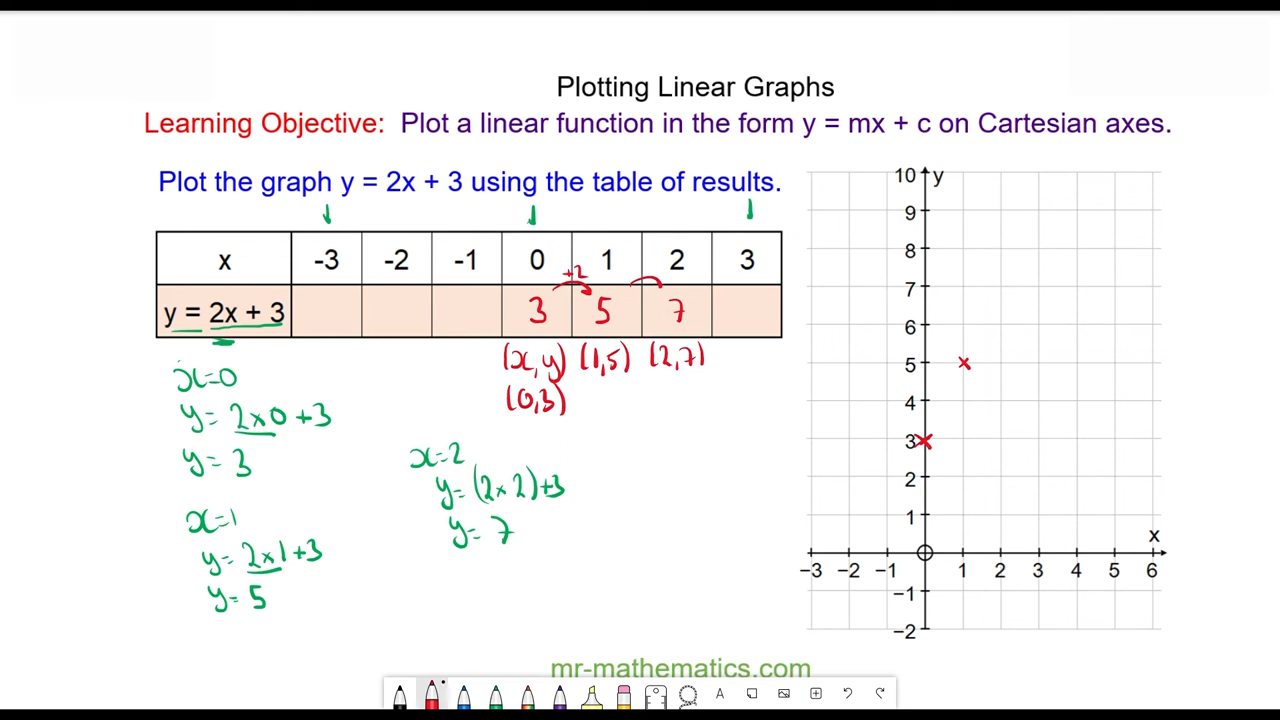 Plotting Linear Graphs
Learning Objective: Plot a linear function in the form y = mx + c on Cartesian axes.
Plot the graph y = 2x + 3 using the table of results.
x -3 -2 -1 0 1 2 3
+2
y = 2x + 3 3 5 7
(x,y) (1,5) (2,7)
(0,3)
x=0
y= 2x0+3
y= 3
x=1
y= 2x1+3
y= 5
x=2
y= (2x2)+3
y= 7
10 y
9
8
7
6
5
4
3
2
1
x
−3 −2 −1 1 2 3 4 5 6
−1
−2
mr-mathematics.com
A